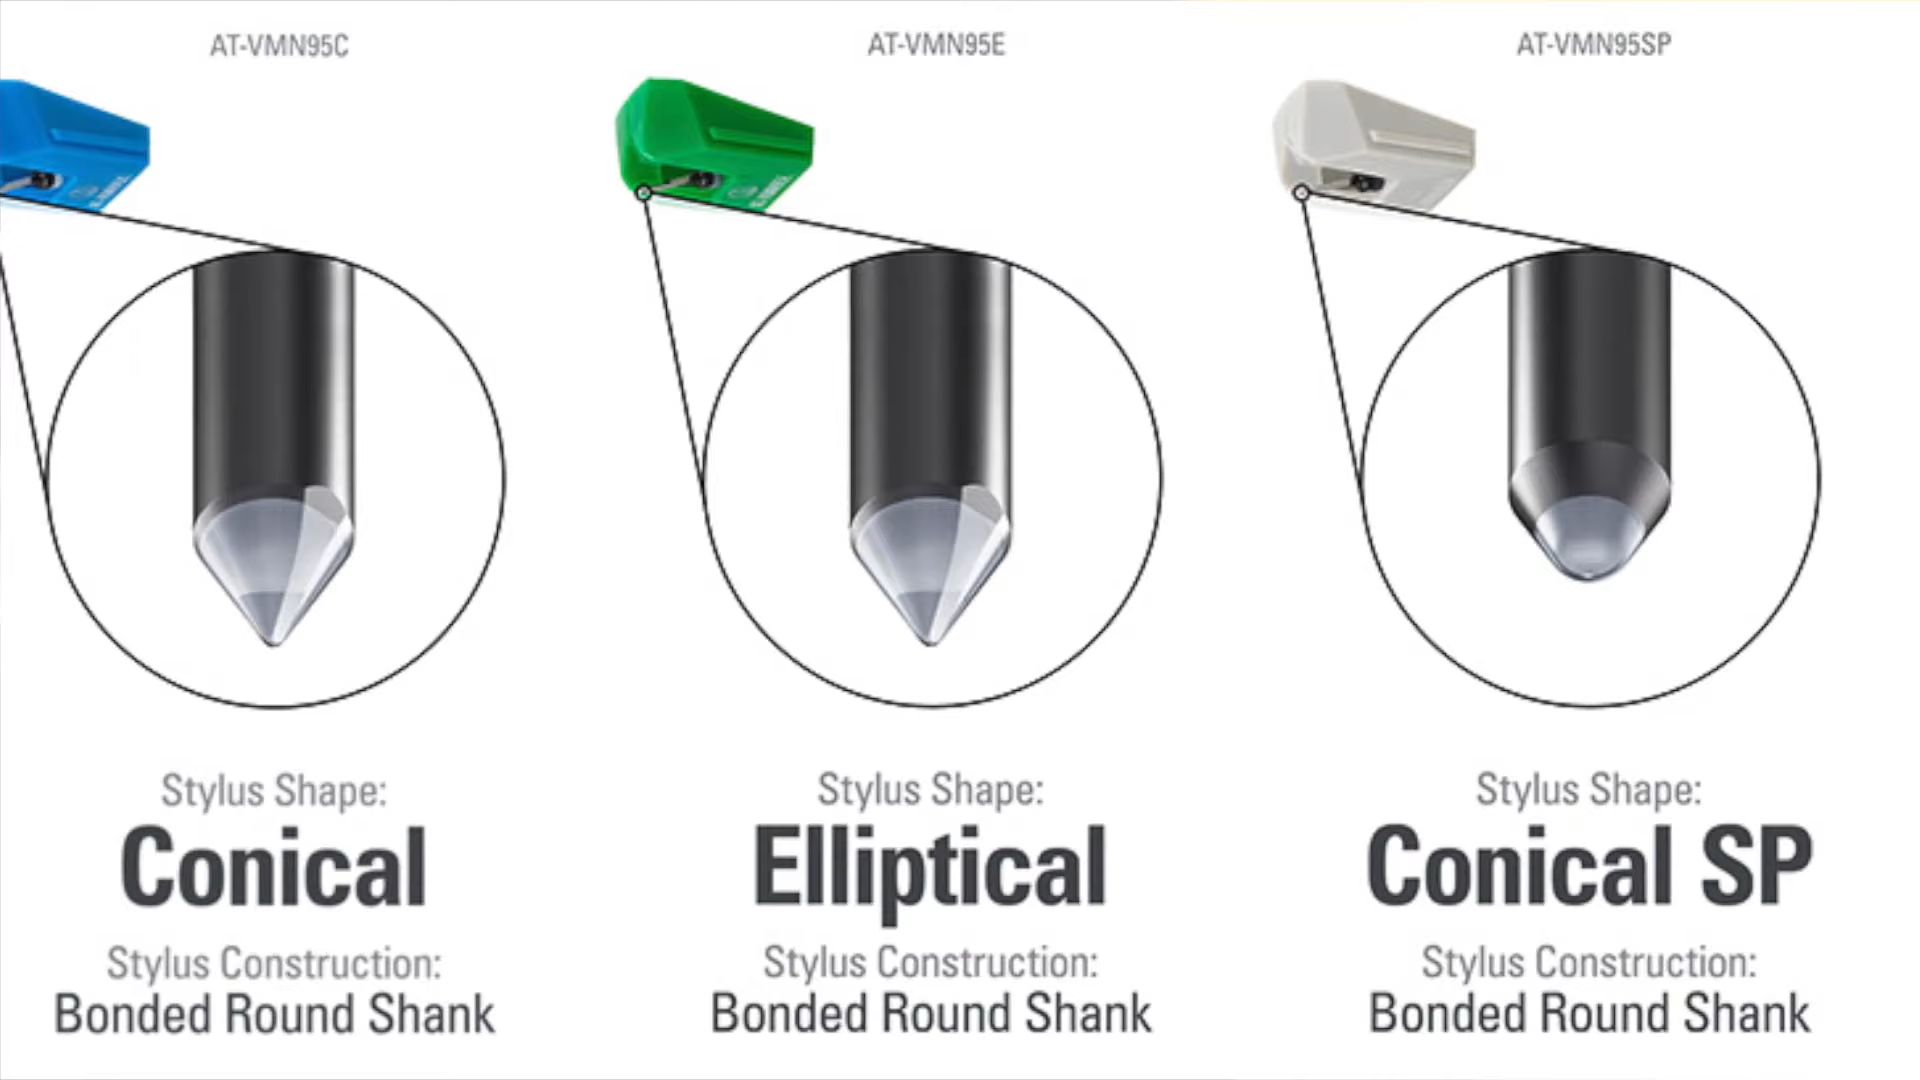 AT-VMN95C
AT-VMN95E
AT-VMN95SP
Stylus Shape:
Conical
Stylus Construction:
Bonded Round Shank
Stylus Shape:
Elliptical
Stylus Construction:
Bonded Round Shank
Stylus Shape:
Conical SP
Stylus Construction:
Bonded Round Shank